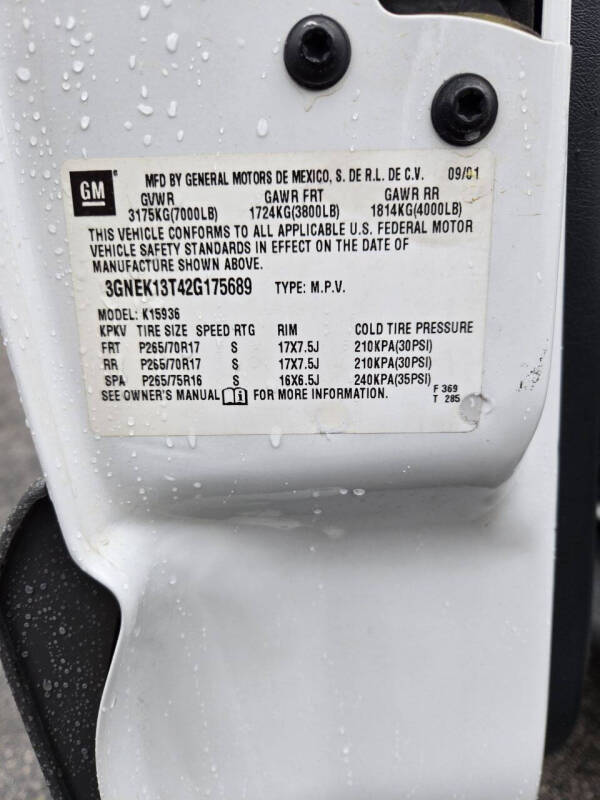 GM® MFD BY GENERAL MOTORS DE MEXICO, S. DE R.L. DE C.V. 09/01
GVWR GAWR FRT GAWR RR
3175KG(7000LB) 1724KG(3800LB) 1814KG(4000LB)
THIS VEHICLE CONFORMS TO ALL APPLICABLE U.S. FEDERAL MOTOR
VEHICLE SAFETY STANDARDS IN EFFECT ON THE DATE OF
MANUFACTURE SHOWN ABOVE.
3GNEK13T42G175689 TYPE: M.P.V.
MODEL: K15936
KPKV TIRE SIZE SPEED RTG RIM COLD TIRE PRESSURE
FRT P265/70R17 S 17X7.5J 210KPA(30PSI)
RR P265/70R17 S 17X7.5J 210KPA(30PSI)
SPA P265/75R16 S 16X6.5J 240KPA(35PSI)
SEE OWNER'S MANUAL i FOR MORE INFORMATION.
F 369
T 285